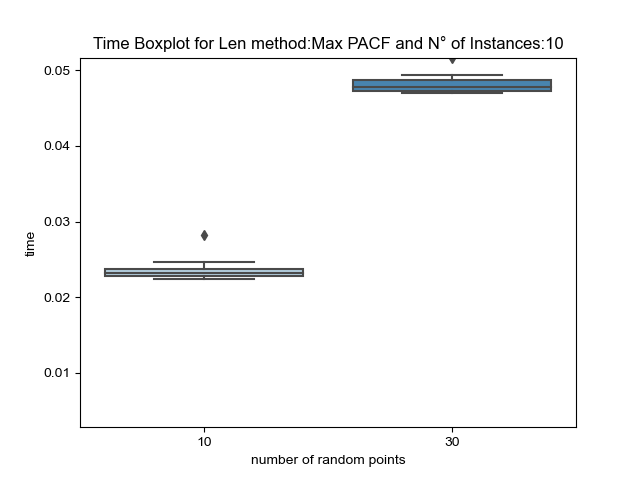 Time Boxplot for Len method:Max PACF and N° of Instances:10
0.05
0.04
0.03
0.02
0.01
time
10
30
number of random points